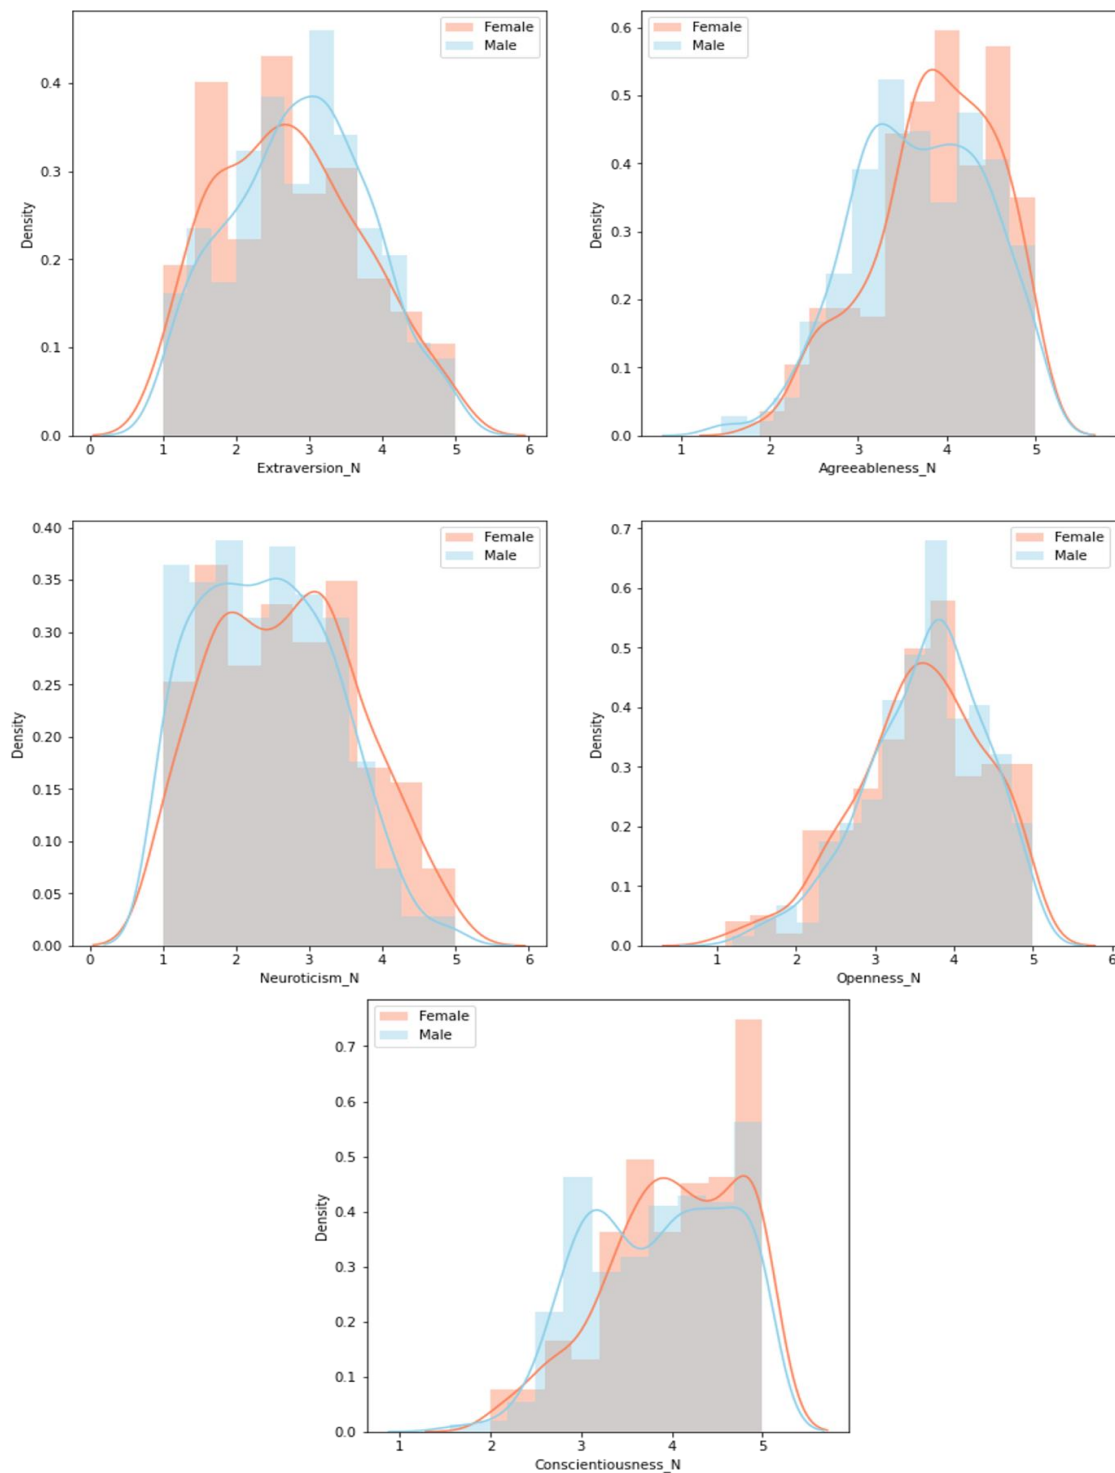 Female
Male
0.4
0.3
0.2
0.1
0.0
Density
0 1 2 3 4 5 6
Extraversion_N
Female
Male
0.6
0.5
0.4
0.3
0.2
0.1
0.0
Density
1 2 3 4 5
Agreeableness_N
Female
Male
0.40
0.35
0.30
0.25
0.20
0.15
0.10
0.05
0.00
Density
0 1 2 3 4 5 6
Neuroticism_N
Female
Male
0.7
0.6
0.5
0.4
0.3
0.2
0.1
0.0
Density
1 2 3 4 5 6
Openness_N
Female
Male
0.7
0.6
0.5
0.4
0.3
0.2
0.1
0.0
Density
1 2 3 4 5
Conscientiousness_N